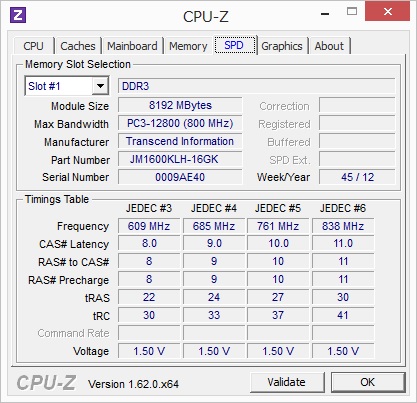 CPU-Z
CPU Caches Mainboard Memory SPD Graphics About
Memory Slot Selection
Slot #1 DDR3
Module Size 8192 MBytes Correction
Max Bandwidth PC3-12800 (800 MHz) Registered
Manufacturer Transcend Information Buffered
Part Number JM1600KLH-16GK SPD Ext.
Serial Number 0009AE40 Week/Year 45 / 12
Timings Table
JEDEC #3 JEDEC #4 JEDEC #5 JEDEC #6
Frequency 609 MHz 685 MHz 761 MHz 838 MHz
CAS# Latency 8.0 9.0 10.0 11.0
RAS# to CAS# 8 9 10 11
RAS# Precharge 8 9 10 11
tRAS 22 24 27 30
tRC 30 33 37 41
Command Rate
Voltage 1.50 V 1.50 V 1.50 V 1.50 V
CPU-Z Version 1.62.0.x64 Validate OK